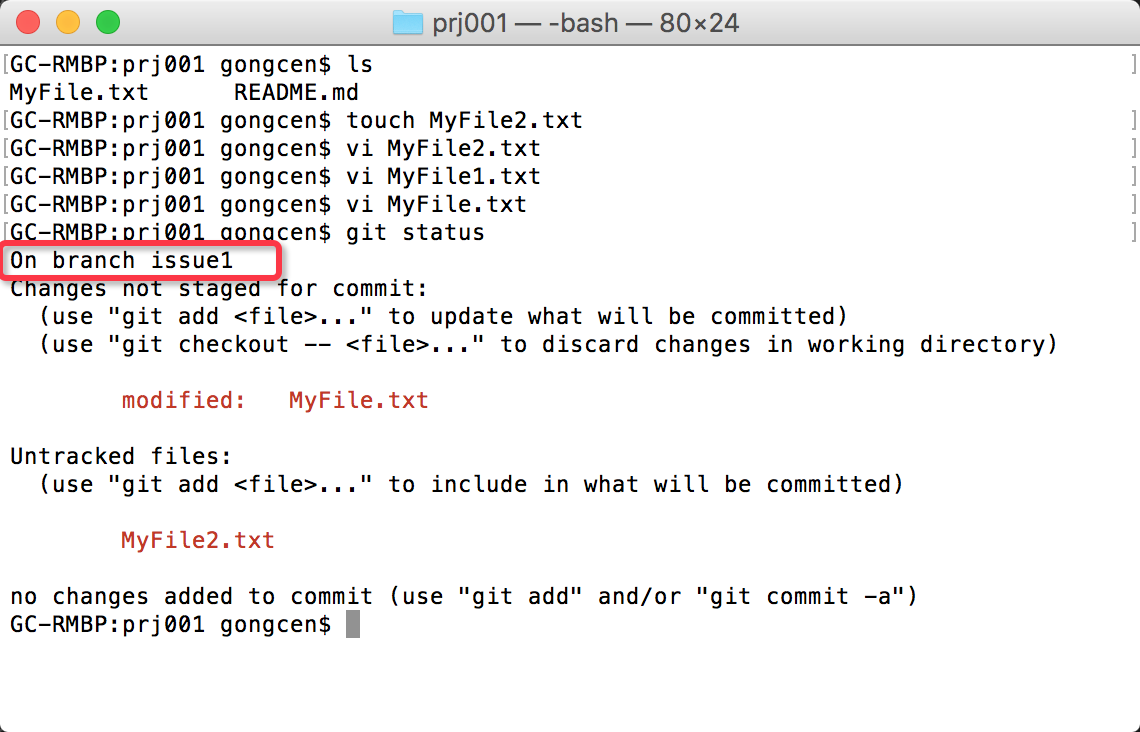 prj001 — -bash — 80×24
[GC-RMBP:prj001 gongcen$ ls ]
MyFile.txt      README.md
[GC-RMBP:prj001 gongcen$ touch MyFile2.txt ]
[GC-RMBP:prj001 gongcen$ vi MyFile2.txt ]
[GC-RMBP:prj001 gongcen$ vi MyFile1.txt ]
[GC-RMBP:prj001 gongcen$ vi MyFile.txt ]
[GC-RMBP:prj001 gongcen$ git status ]
On branch issue1
Changes not staged for commit:
  (use "git add <file>..." to update what will be committed)
  (use "git checkout -- <file>..." to discard changes in working directory)
        modified:   MyFile.txt
Untracked files:
  (use "git add <file>..." to include in what will be committed)
        MyFile2.txt
no changes added to commit (use "git add" and/or "git commit -a")
GC-RMBP:prj001 gongcen$